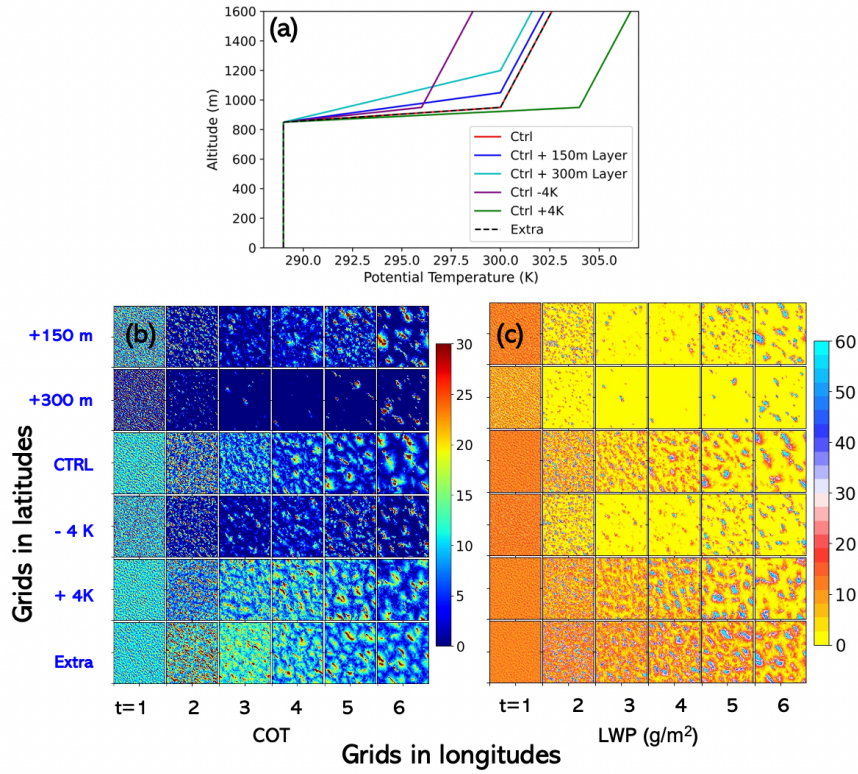 (a)
1600
1400
1200
1000
800
600
400
200
0
Altitude (m)
Ctrl
Ctrl + 150m Layer
Ctrl + 300m Layer
Ctrl -4K
Ctrl +4K
Extra
290.0 292.5 295.0 297.5 300.0 302.5 305.0
Potential Temperature (K)
Grids in latitudes
+150 m
+300 m
CTRL
- 4 K
+ 4K
Extra
(b)
30
25
20
15
10
5
0
(c)
60
50
40
30
20
10
0
t=1 2 3 4 5 6
t=1 2 3 4 5 6
COT
LWP (g/m²)
Grids in longitudes